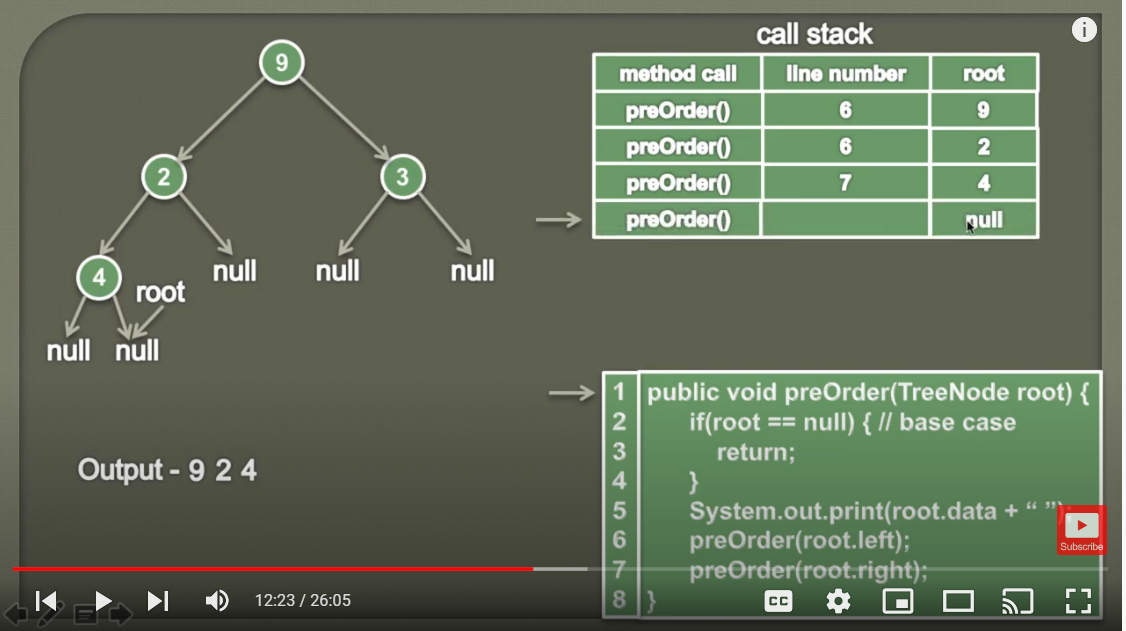 9
2
3
4
root
null
null
null
null
null
Output - 9 2 4
call stack
method call line number root
preOrder() 6 9
preOrder() 6 2
preOrder() 7 4
preOrder() null
1 public void preOrder(TreeNode root) {
2 if(root == null) { // base case
3 return;
4 }
5 System.out.print(root.data + “ ”);
6 preOrder(root.left);
7 preOrder(root.right);
8 }
Subscribe
12:23 / 26:05
CC
i